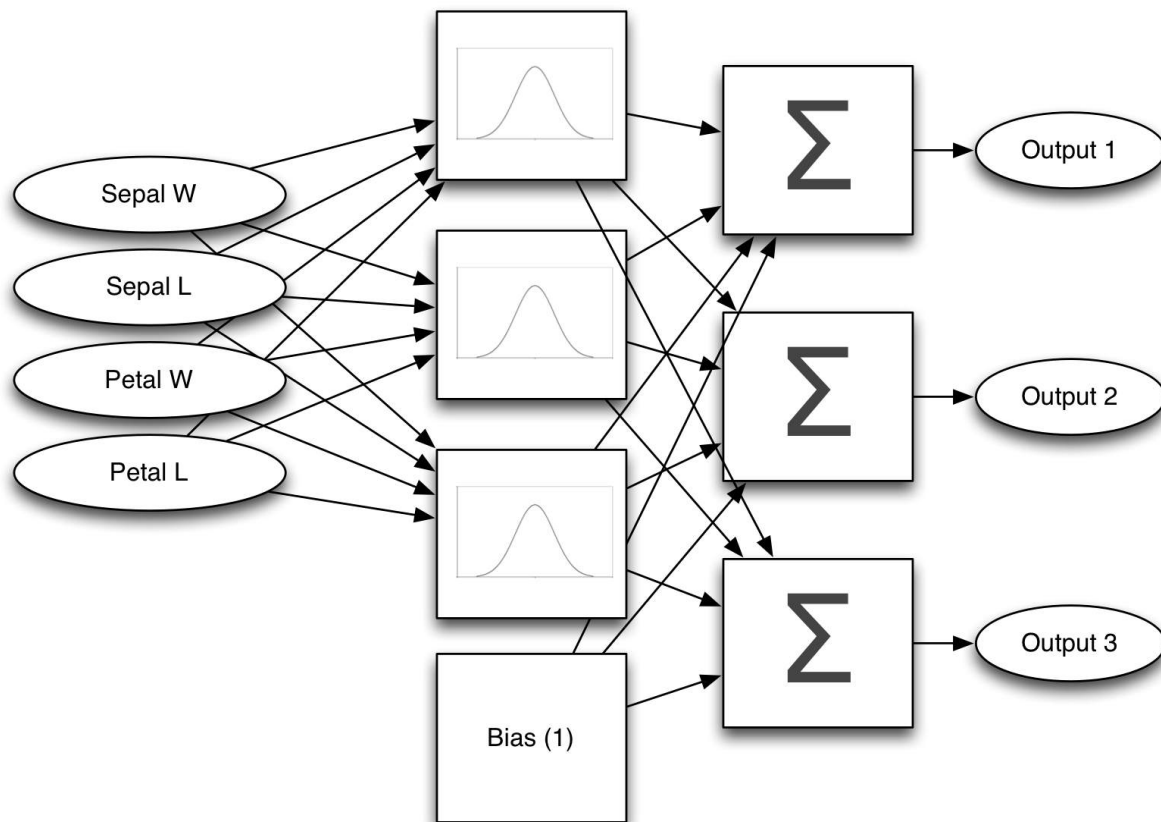 Sepal W
Sepal L
Petal W
Petal L
Bias (1)
Σ
Σ
Σ
Output 1
Output 2
Output 3